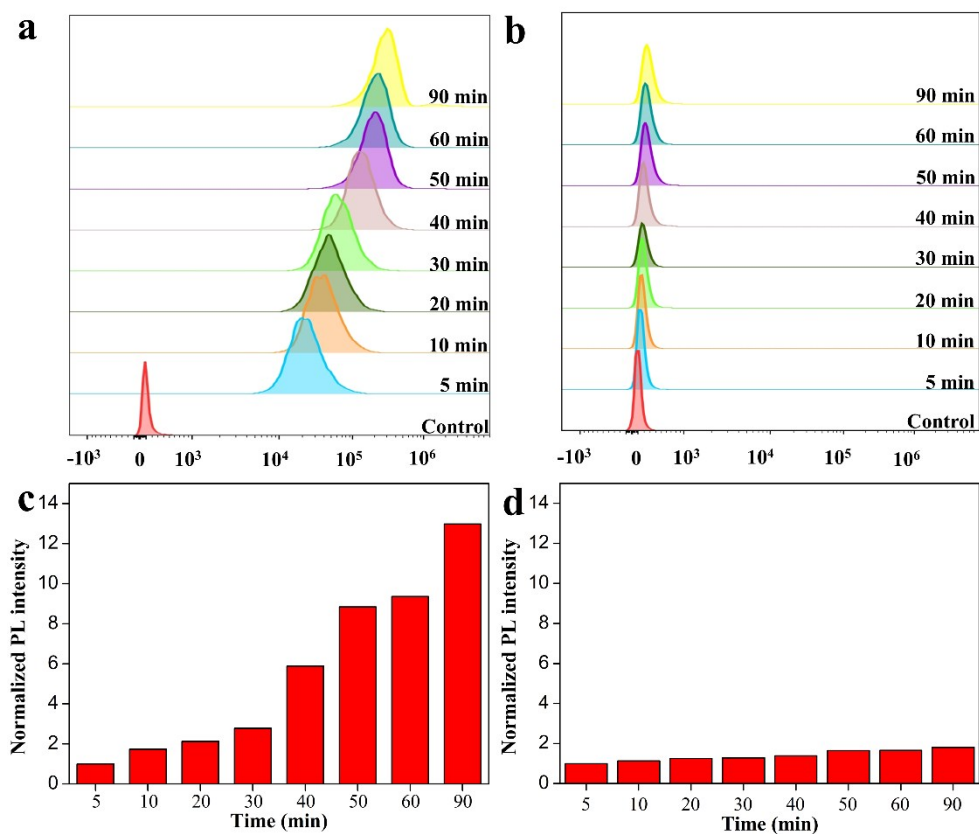 a
90 min
60 min
50 min
40 min
30 min
20 min
10 min
5 min
Control
-10³ 0 10³ 10⁴ 10⁵ 10⁶
b
90 min
60 min
50 min
40 min
30 min
20 min
10 min
5 min
Control
-10³ 0 10³ 10⁴ 10⁵ 10⁶
c
Normalized PL intensity
14
12
10
8
6
4
2
0
5 10 20 30 40 50 60 90
Time (min)
d
Normalized PL intensity
14
12
10
8
6
4
2
0
5 10 20 30 40 50 60 90
Time (min)